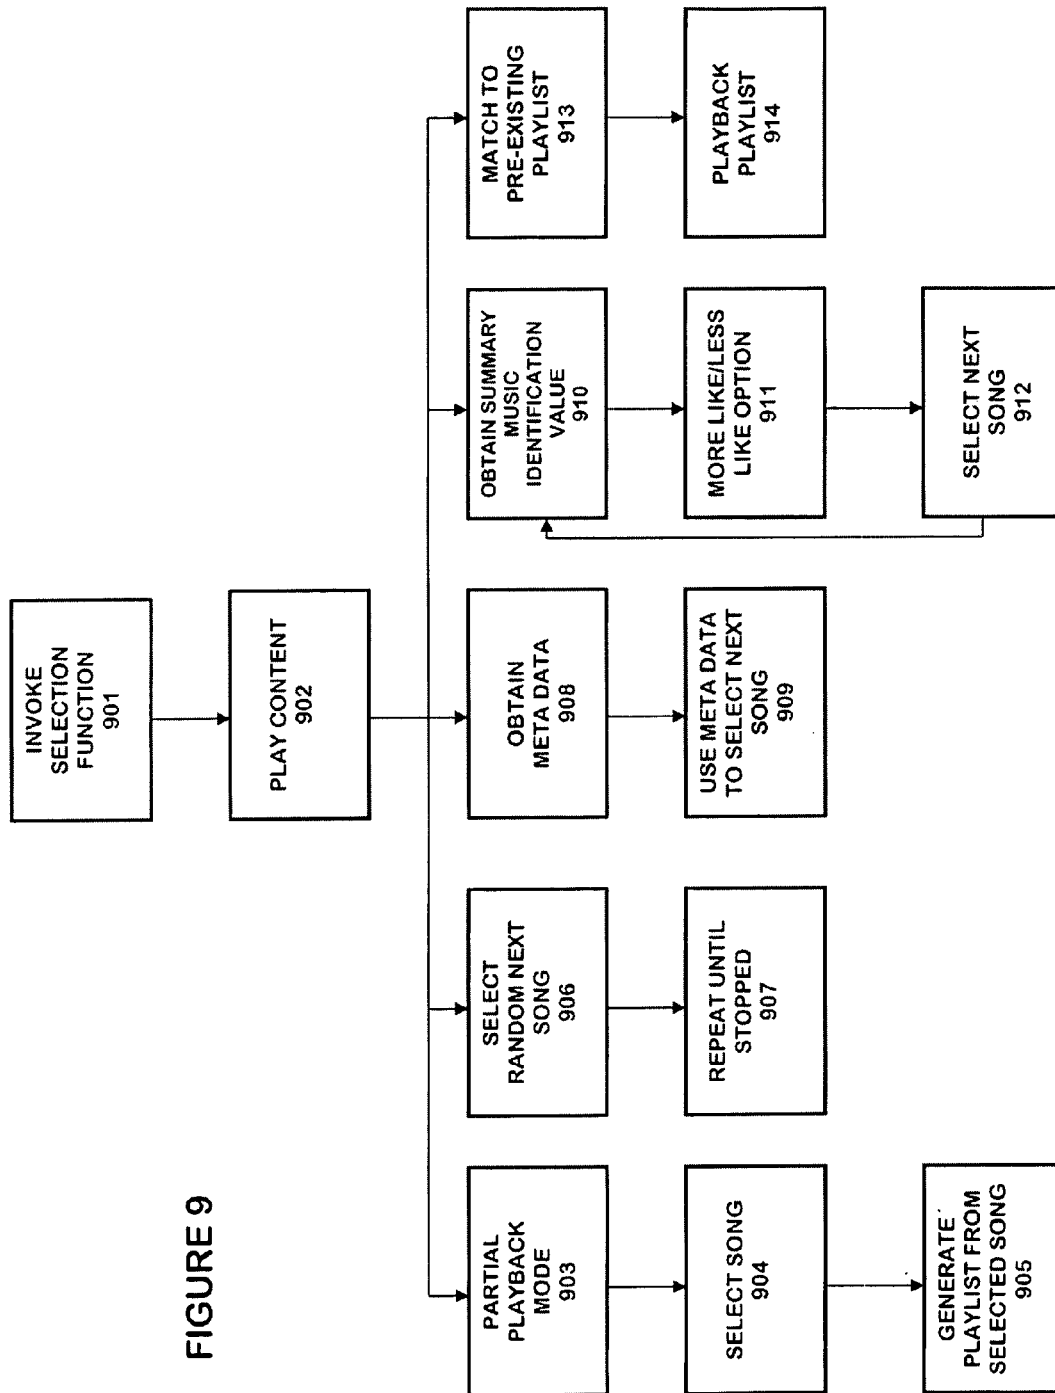 FIGURE 9
INVOKE
SELECTION
FUNCTION
901
PLAY CONTENT
902
PARTIAL
PLAYBACK
MODE
903
SELECT SONG
904
GENERATE
PLAYLIST FROM
SELECTED SONG
905
SELECT
RANDOM NEXT
SONG
906
REPEAT UNTIL
STOPPED
907
OBTAIN
META DATA
908
USE META DATA
TO SELECT NEXT
SONG
909
OBTAIN SUMMARY
MUSIC
IDENTIFICATION
VALUE
910
MORE LIKE/LESS
LIKE OPTION
911
SELECT NEXT
SONG
912
MATCH TO
PRE-EXISTING
PLAYLIST
913
PLAYBACK
PLAYLIST
914